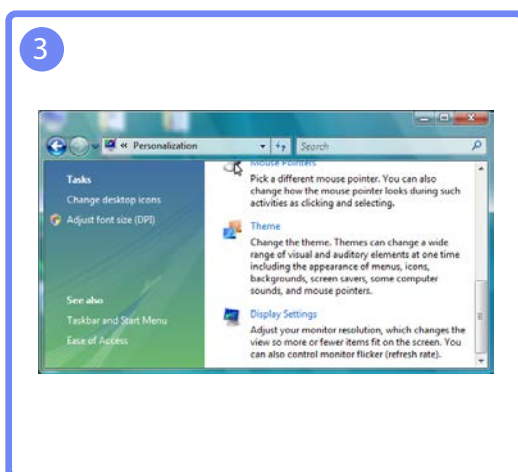 3
« Personalization
Search
Tasks
Change desktop icons
Adjust font size (DPI)
See also
Taskbar and Start Menu
Ease of Access
Mouse Pointers
Pick a different mouse pointer. You can also
change how the mouse pointer looks during such
activities as clicking and selecting.
Theme
Change the theme. Themes can change a wide
range of visual and auditory elements at one time
including the appearance of menus, icons,
backgrounds, screen savers, some computer
sounds, and mouse pointers.
Display Settings
Adjust your monitor resolution, which changes the
view so more or fewer items fit on the screen. You
can also control monitor flicker (refresh rate).